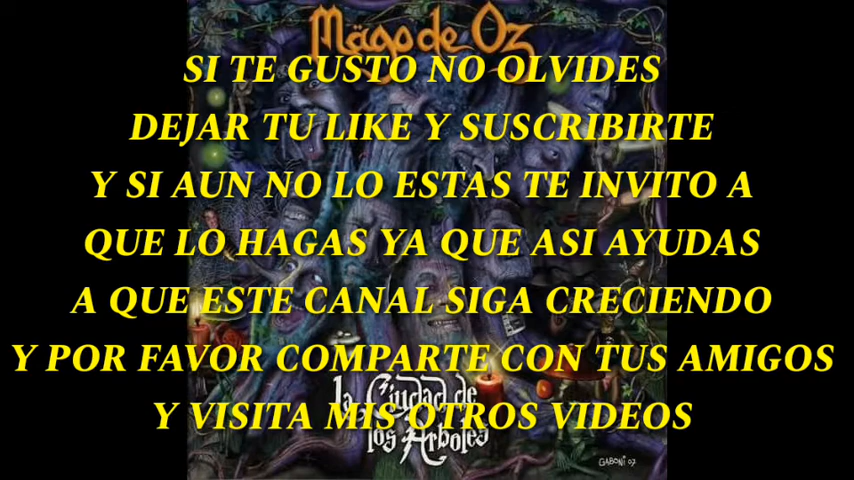 Mägo de Oz
SI TE GUSTO NO OLVIDES
DEJAR TU LIKE Y SUSCRIBIRTE
Y SI AUN NO LO ESTAS TE INVITO A
QUE LO HAGAS YA QUE ASI AYUDAS
A QUE ESTE CANAL SIGA CRECIENDO
Y POR FAVOR COMPARTE CON TUS AMIGOS
Y VISITA MIS OTROS VIDEOS
La Ciudad de
los Árboles
GABONI 07